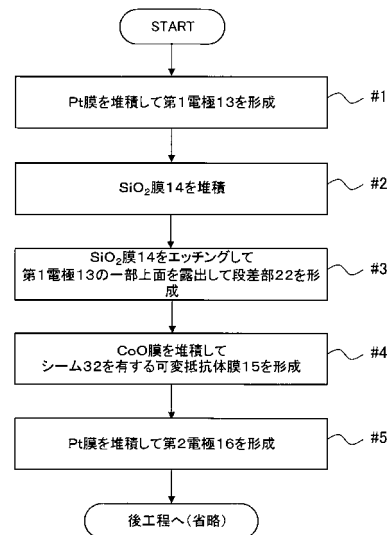 START
Pt膜を堆積して第1電極13を形成
#1
SiO₂膜14を堆積
#2
SiO₂膜14をエッチングして
第1電極13の一部上面を露出して段差部22を形
成
#3
CoO膜を堆積して
シーム32を有する可変抵抗体膜15を形成
#4
Pt膜を堆積して第2電極16を形成
#5
後工程へ(省略)